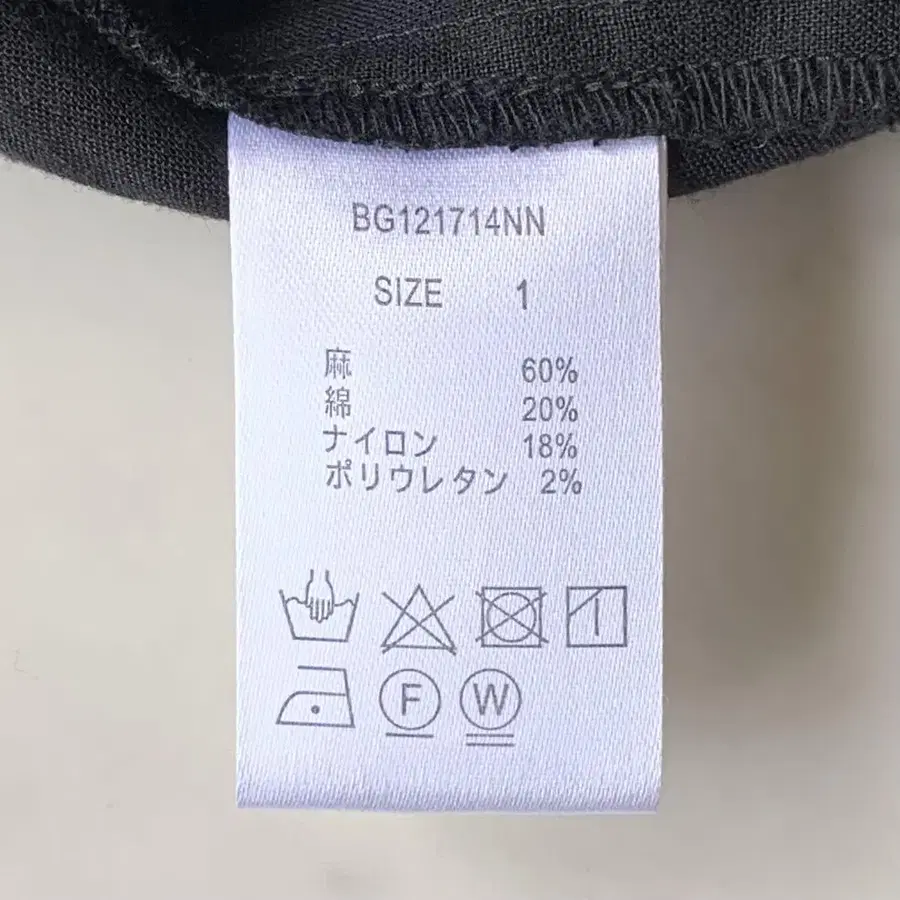 BG121714NN
SIZE 1
麻 60%
綿 20%
ナイロン 18%
ポリウレタン 2%
F W